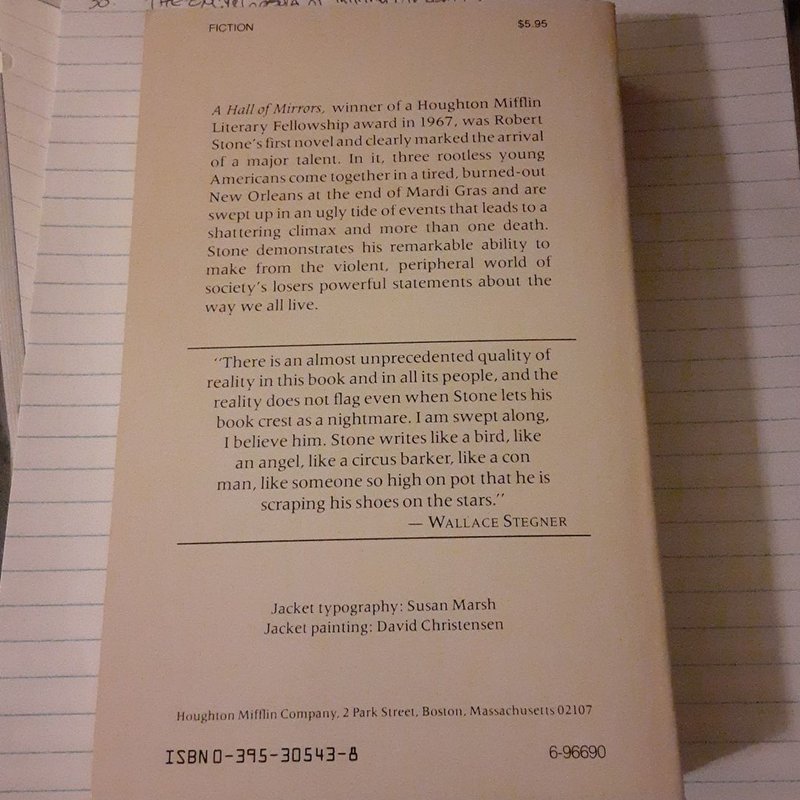 30. THE
FICTION $5.95
A Hall of Mirrors, winner of a Houghton Mifflin
Literary Fellowship award in 1967, was Robert
Stone's first novel and clearly marked the arrival
of a major talent. In it, three rootless young
Americans come together in a tired, burned-out
New Orleans at the end of Mardi Gras and are
swept up in an ugly tide of events that leads to a
shattering climax and more than one death.
Stone demonstrates his remarkable ability to
make from the violent, peripheral world of
society's losers powerful statements about the
way we all live.
"There is an almost unprecedented quality of
reality in this book and in all its people, and the
reality does not flag even when Stone lets his
book crest as a nightmare. I am swept along,
I believe him. Stone writes like a bird, like
an angel, like a circus barker, like a con
man, like someone so high on pot that he is
scraping his shoes on the stars."
— WALLACE STEGNER
Jacket typography: Susan Marsh
Jacket painting: David Christensen
Houghton Mifflin Company, 2 Park Street, Boston, Massachusetts 02107
ISBN 0-395-30543-8 6-96690